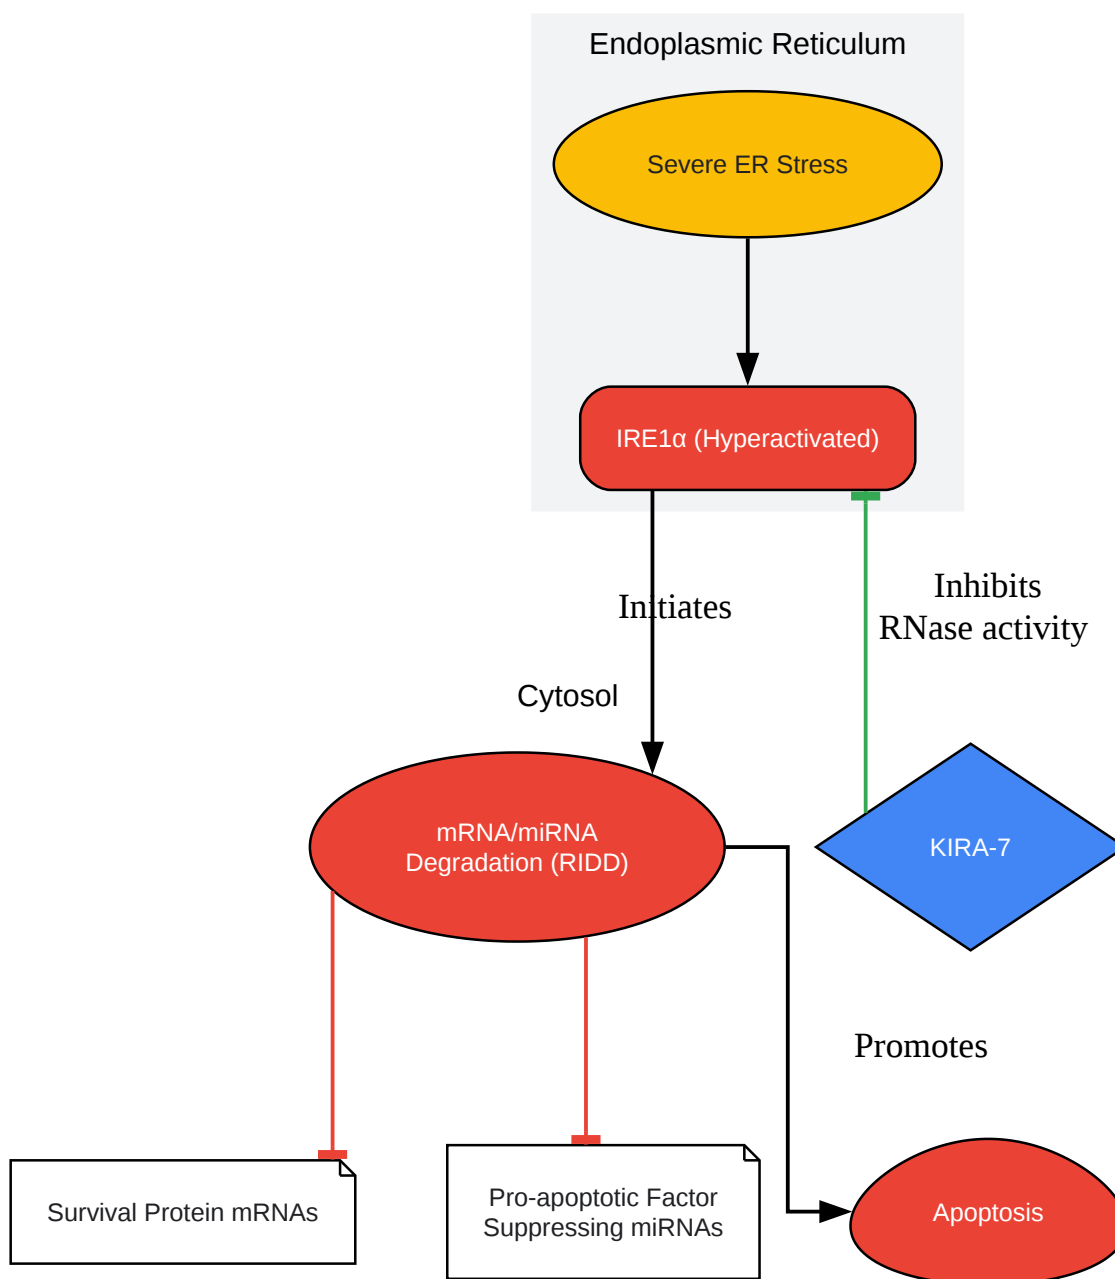 Endoplasmic Reticulum
Severe ER Stress
IRE1α (Hyperactivated)
Initiates
Inhibits
RNase activity
Cytosol
mRNA/miRNA
Degradation (RIDD)
KIRA-7
Promotes
Survival Protein mRNAs
Pro-apoptotic Factor
Suppressing miRNAs
Apoptosis